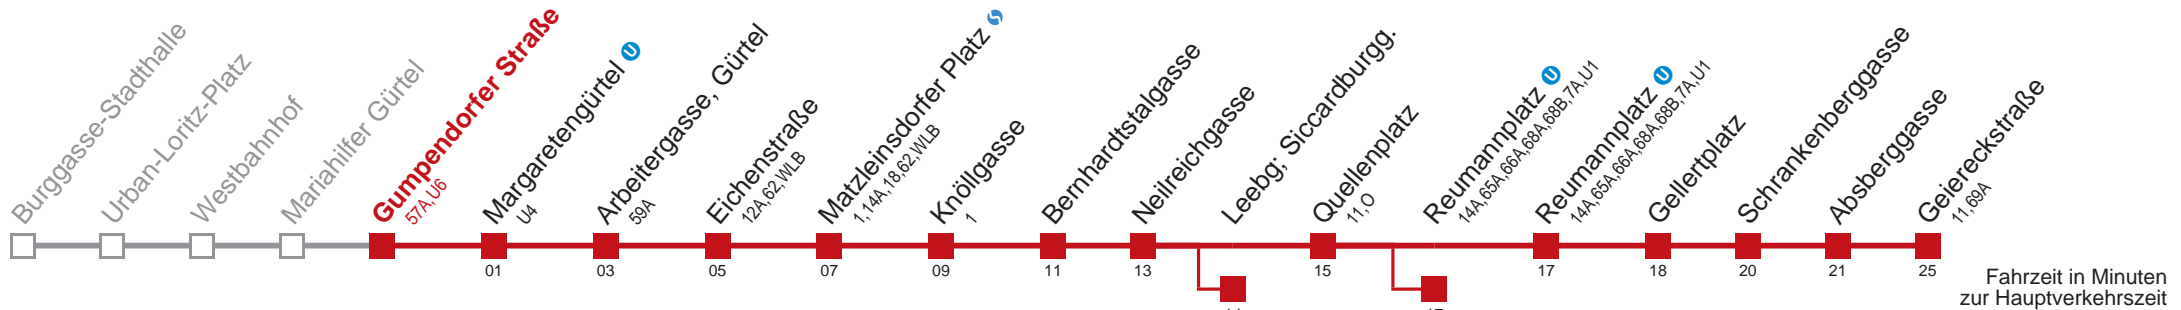 Burggasse-Stadthalle
Urban-Loritz-Platz
Westbahnhof
Mariahilfer Gürtel
Gumpendorfer Straße
57A,U6
Margaretengürtel U
U4
Arbeitergasse, Gürtel
59A
Eichenstraße
12A,62,WLB
Matzleinsdorfer Platz
1,14A,18,62,WLB
Knöllgasse
1
Bernhardtstalgasse
Neilreichgasse
Leebg; Siccardburgg.
Quellenplatz
11,O
Reumannplatz U
14A,65A,66A,68A,68B,7A,U1
Reumannplatz U
14A,65A,66A,68A,68B,7A,U1
Gellertplatz
Schrankenberggasse
Absberggasse
Geiereckstraße
11,69A
01 03 05 07 09 11 13 15 17 18 20 21 25
Fahrzeit in Minuten
zur Hauptverkehrszeit